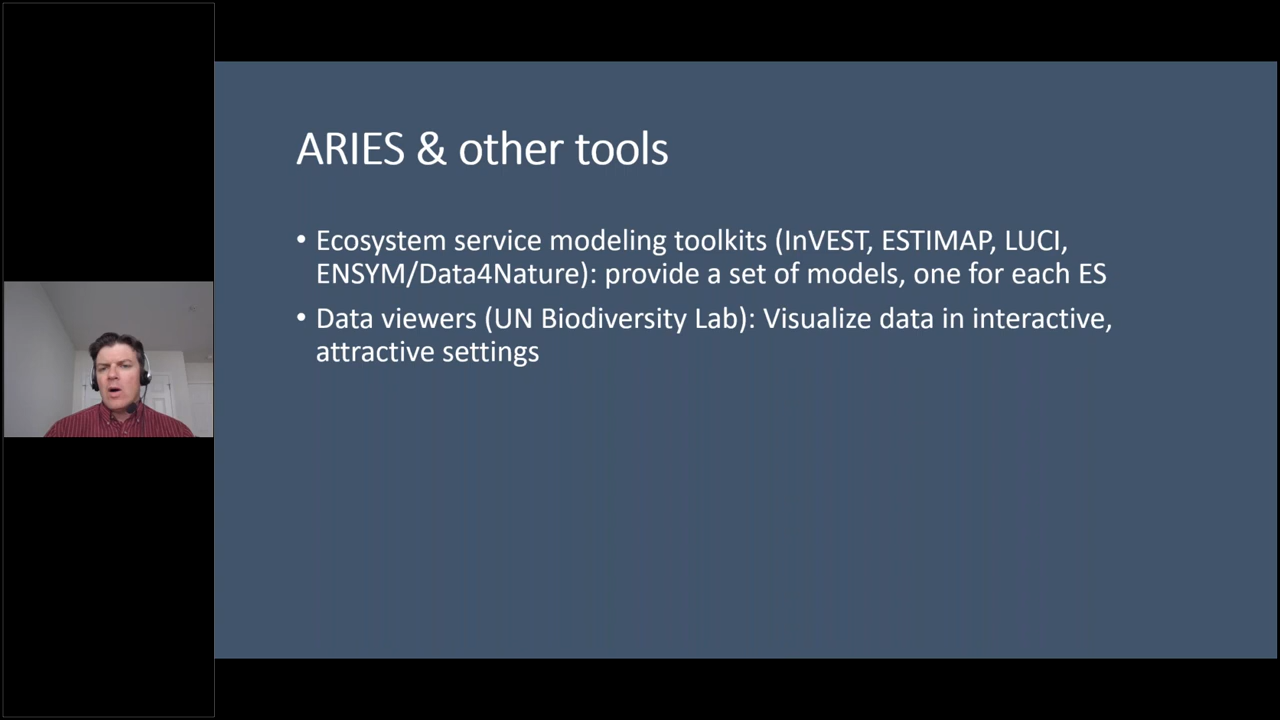 ARIES & other tools
• Ecosystem service modeling toolkits (InVEST, ESTIMAP, LUCI,
ENSYM/Data4Nature): provide a set of models, one for each ES
• Data viewers (UN Biodiversity Lab): Visualize data in interactive,
attractive settings